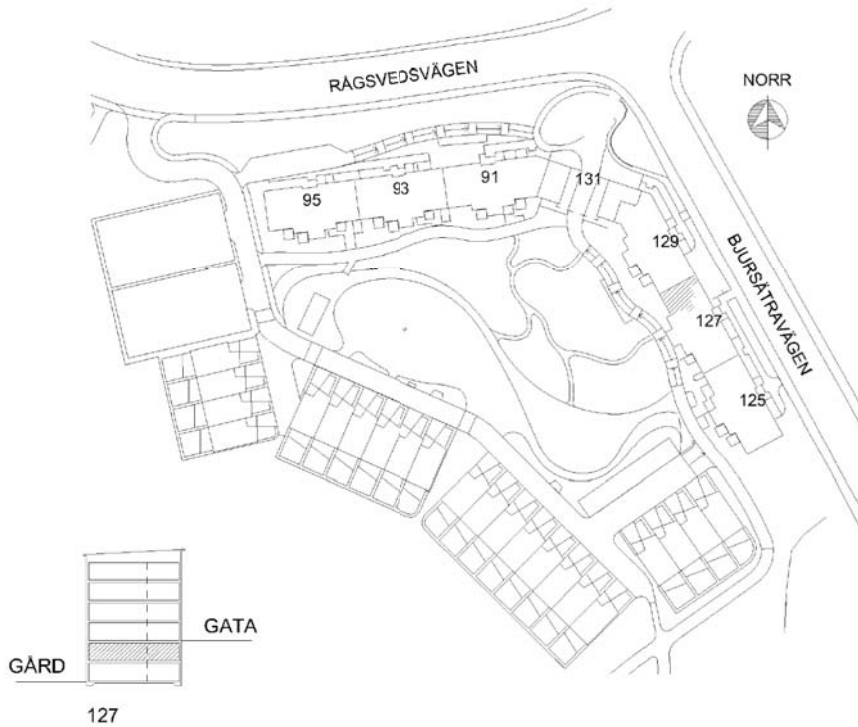 RÅGSVEDSVÄGEN
NORR
95
93
91
131
129
BJURSÄTRAVÄGEN
127
125
GATA
GÅRD
127